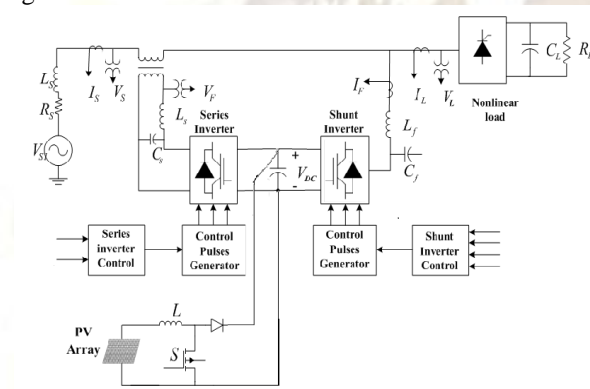 L_S
R_S
V_S1
I_S
V_S
V_F
L_s
C_s
Series
Inverter
Shunt
Inverter
+
V_DC
-
I_F
I_L
V_L
L_f
C_f
C_L
Nonlinear
load
Series
inverter
Control
Control
Pulses
Generator
Control
Pulses
Generator
Shunt
Inverter
Control
L
PV
Array
S